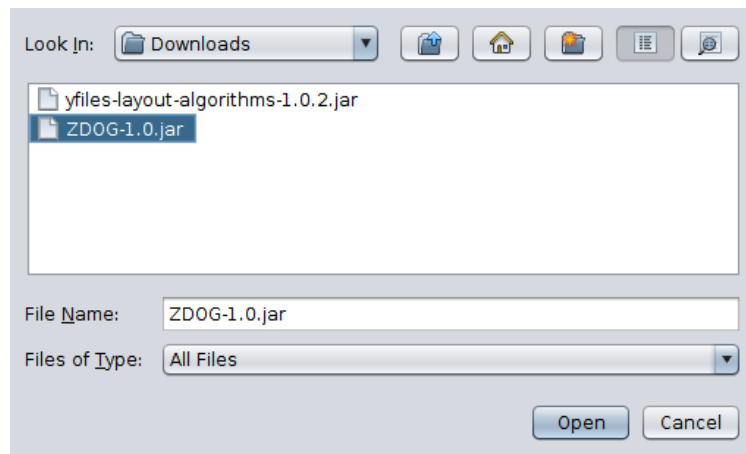 Look In: Downloads
yfiles-layout-algorithms-1.0.2.jar
ZDOG-1.0.jar
File Name: ZDOG-1.0.jar
Files of Type: All Files
Open Cancel